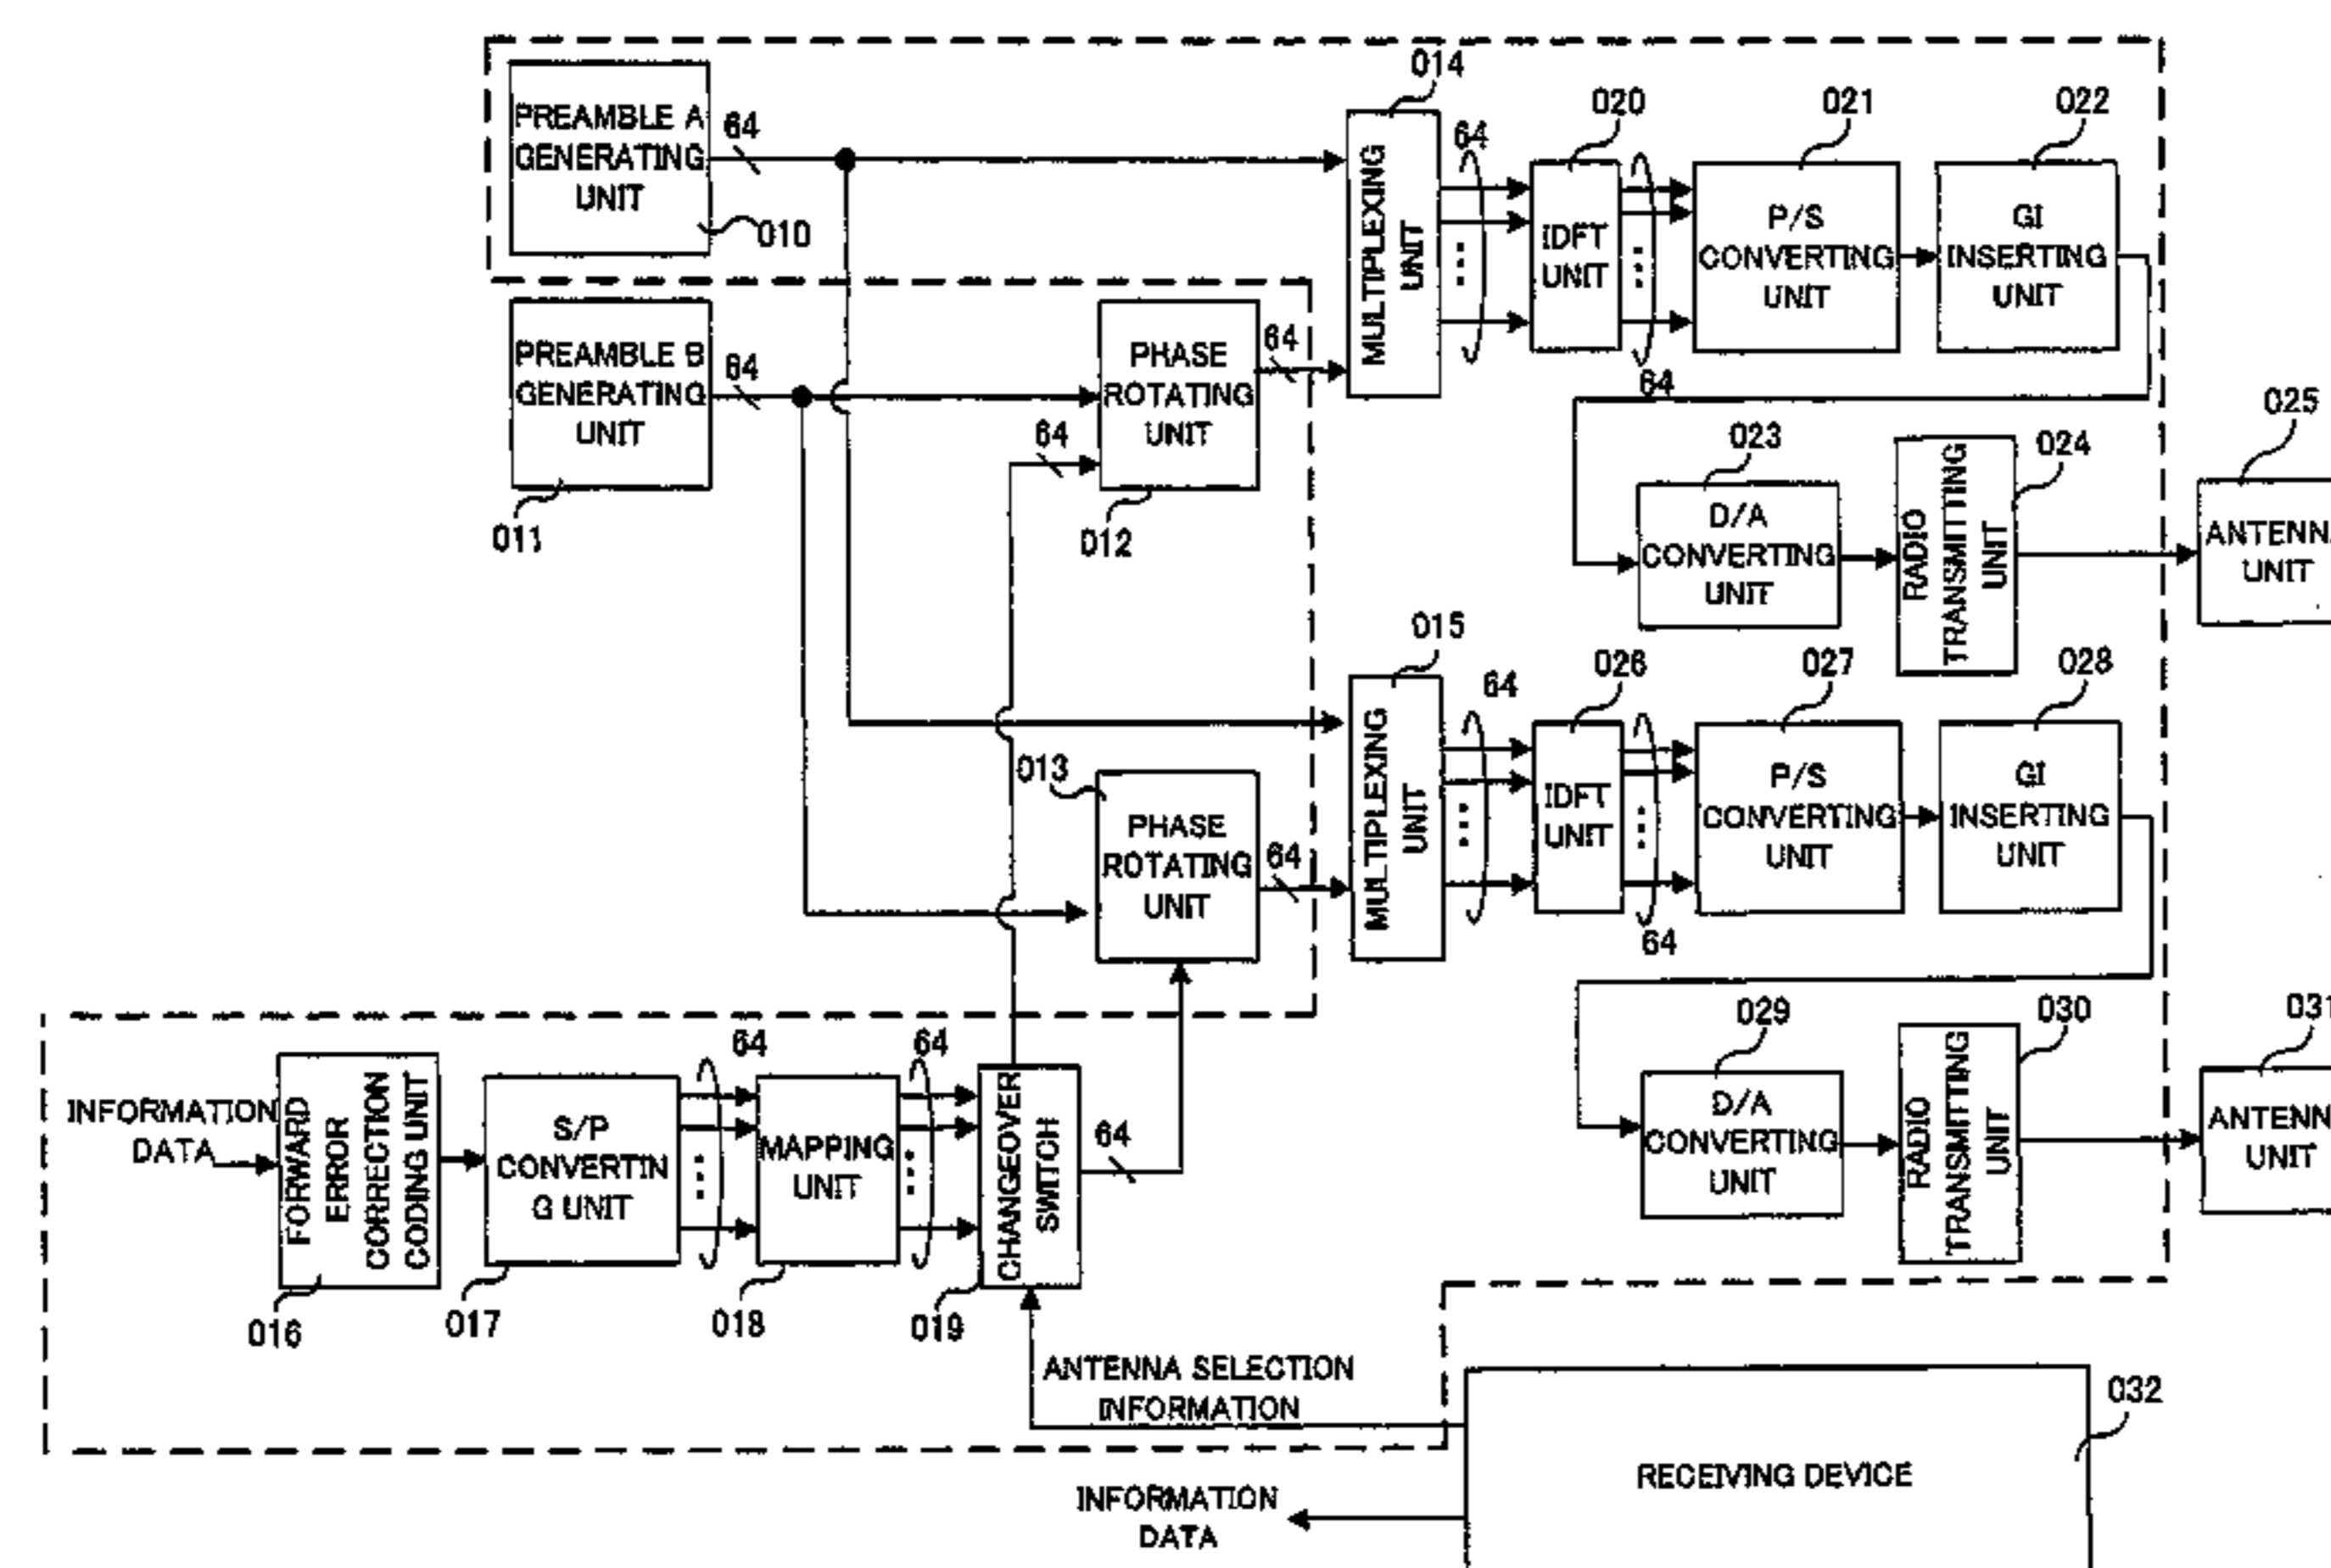 014
020
021
022
PREAMBLE A
GENERATING
UNIT
64
010
MULTIPLEXING
UNIT
64
IDFT
UNIT
64
P/S
CONVERTING
UNIT
GI
INSERTING
UNIT
PREAMBLE B
GENERATING
UNIT
64
011
64
PHASE
ROTATING
UNIT
012
64
023
D/A
CONVERTING
UNIT
024
RADIO
TRANSMITTING
UNIT
025
UNIT
015
026
027
028
013
PHASE
ROTATING
UNIT
64
MULTIPLEXING
UNIT
64
IDFT
UNIT
64
P/S
CONVERTING
UNIT
GI
INSERTING
UNIT
029
D/A
CONVERTING
UNIT
030
RADIO
TRANSMITTING
UNIT
031
UNIT
INFORMATION
DATA
FORWARD
ERROR
CORRECTION
CODING UNIT
016
S/P
CONVERTIN
G UNIT
017
64
MAPPING
UNIT
018
64
CHANGEOVER
SWITCH
019
64
ANTENNA SELECTION
INFORMATION
032
RECEIVING DEVICE
INFORMATION
DATA